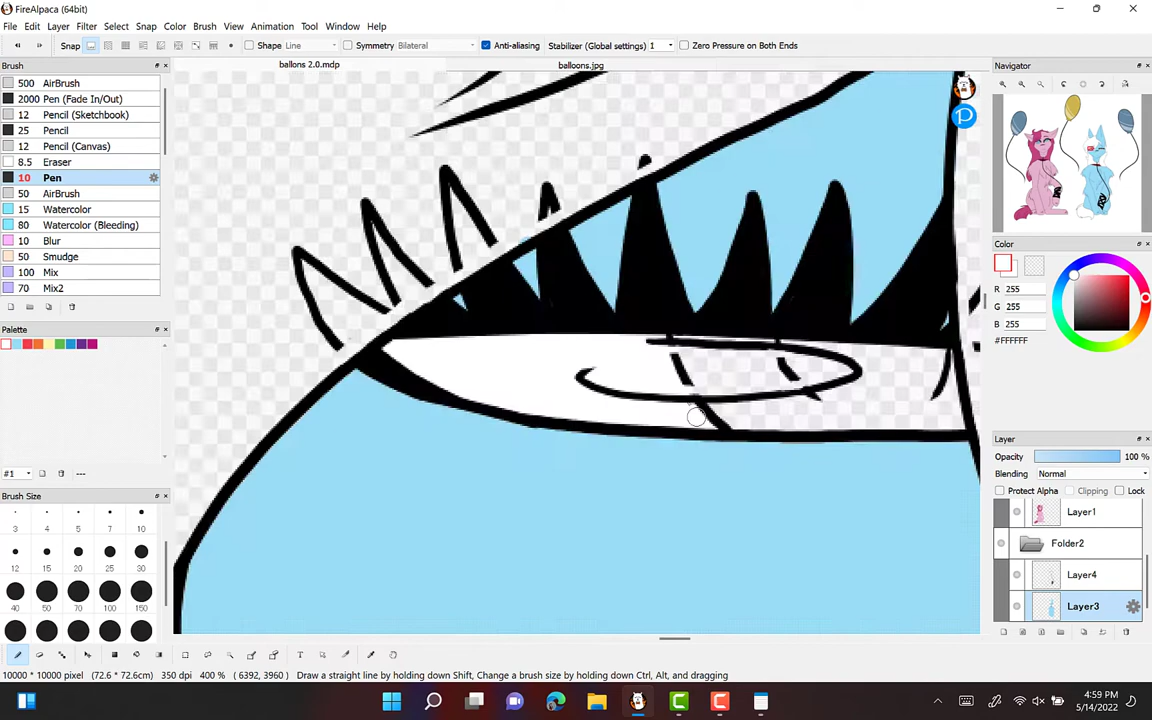 FireAlpaca (64bit)
File Edit Layer Filter Select Snap Color Brush View Animation Tool Window Help
Snap Shape Line Symmetry Bilateral Anti-aliasing Stabilizer (Global settings) 1 Zero Pressure on Both Ends
Brush
ballons 2.0.mdp
balloons.jpg
Navigator
500 AirBrush
2000 Pen (Fade In/Out)
12 Pencil (Sketchbook)
25 Pencil
12 Pencil (Canvas)
8.5 Eraser
10 Pen
50 AirBrush
15 Watercolor
80 Watercolor (Bleeding)
10 Blur
50 Smudge
100 Mix
70 Mix2
Palette
#1
---
Brush Size
3 4 5 7 10
12 15 20 25 30
40 50 70 100 150
Color
R 255
G 255
B 255
#FFFFFF
Layer
Opacity 100 %
Blending Normal
Protect Alpha Clipping Lock
Layer1
Folder2
Layer4
Layer3
10000 * 10000 pixel (72.6 * 72.6cm) 350 dpi 400 % ( 6392, 3960 ) Draw a straight line by holding down Shift, Change a brush size by holding down Ctrl, Alt, and dragging
4:59 PM
5/14/2022